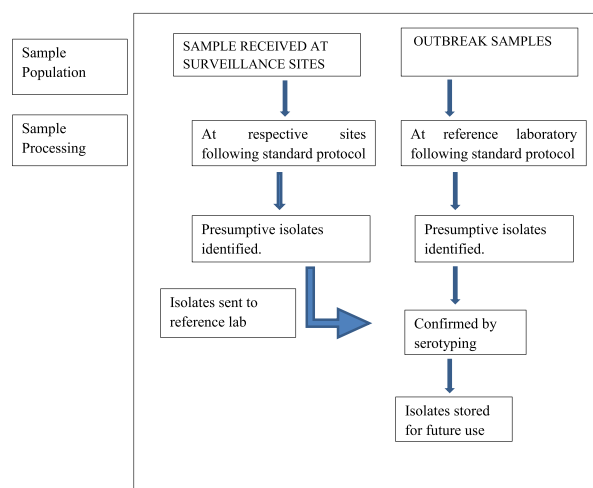 Sample
Population
SAMPLE RECEIVED AT
SURVEILLANCE SITES
OUTBREAK SAMPLES
Sample
Processing
At respective sites
following standard protocol
At reference laboratory
following standard protocol
Presumptive isolates
identified.
Presumptive isolates
identified.
Isolates sent to
reference lab
Confirmed by
serotyping
Isolates stored
for future use